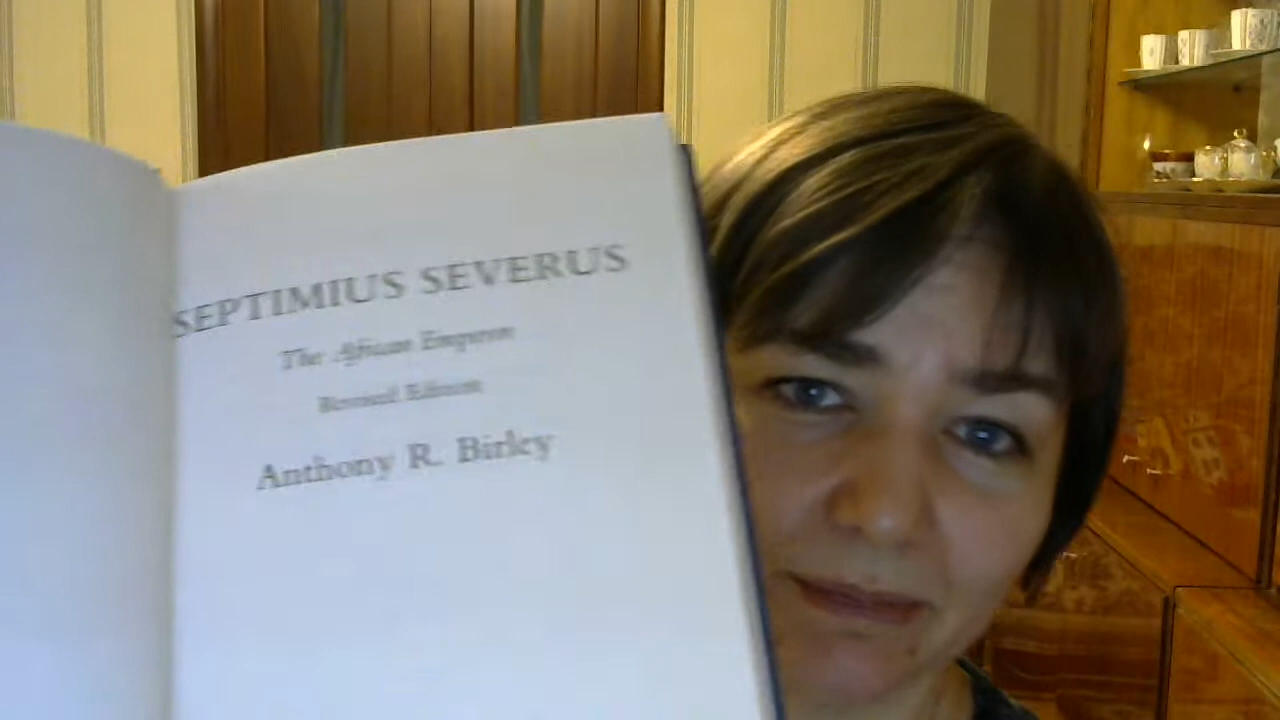 SEPTIMIUS SEVERUS
The African Emperor
Revised Edition
Anthony R. Birley